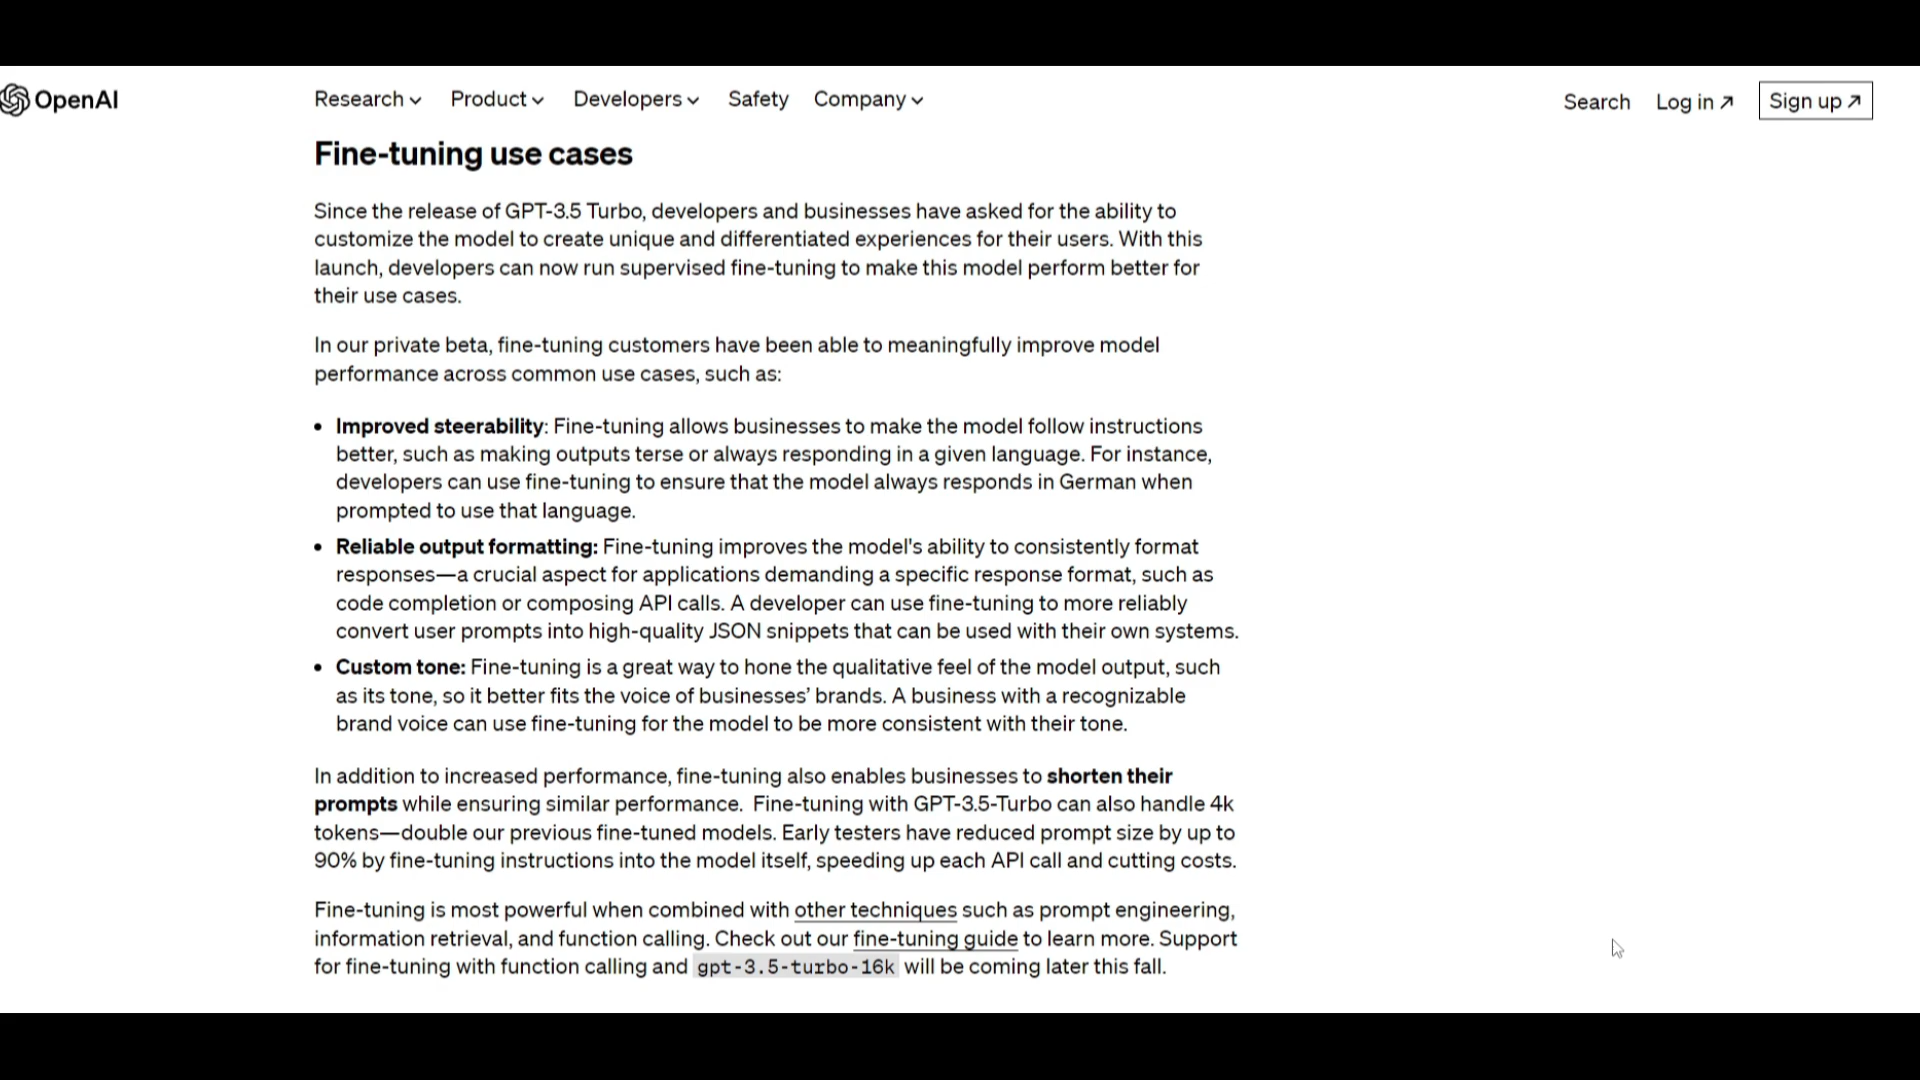 OpenAI
Research Product Developers Safety Company
Search Log in ↗ Sign up ↗
Fine-tuning use cases
Since the release of GPT-3.5 Turbo, developers and businesses have asked for the ability to
customize the model to create unique and differentiated experiences for their users. With this
launch, developers can now run supervised fine-tuning to make this model perform better for
their use cases.
In our private beta, fine-tuning customers have been able to meaningfully improve model
performance across common use cases, such as:
• Improved steerability: Fine-tuning allows businesses to make the model follow instructions
better, such as making outputs terse or always responding in a given language. For instance,
developers can use fine-tuning to ensure that the model always responds in German when
prompted to use that language.
• Reliable output formatting: Fine-tuning improves the model's ability to consistently format
responses—a crucial aspect for applications demanding a specific response format, such as
code completion or composing API calls. A developer can use fine-tuning to more reliably
convert user prompts into high-quality JSON snippets that can be used with their own systems.
• Custom tone: Fine-tuning is a great way to hone the qualitative feel of the model output, such
as its tone, so it better fits the voice of businesses’ brands. A business with a recognizable
brand voice can use fine-tuning for the model to be more consistent with their tone.
In addition to increased performance, fine-tuning also enables businesses to shorten their
prompts while ensuring similar performance. Fine-tuning with GPT-3.5-Turbo can also handle 4k
tokens—double our previous fine-tuned models. Early testers have reduced prompt size by up to
90% by fine-tuning instructions into the model itself, speeding up each API call and cutting costs.
Fine-tuning is most powerful when combined with other techniques such as prompt engineering,
information retrieval, and function calling. Check out our fine-tuning guide to learn more. Support
for fine-tuning with function calling and gpt-3.5-turbo-16k will be coming later this fall.